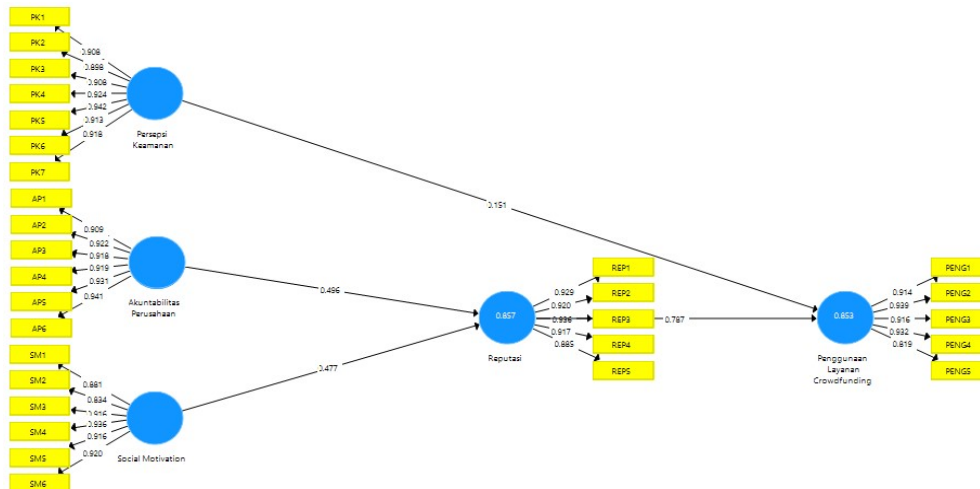 PK1
PK2
PK3
PK4
PK5
PK6
PK7
0.908
0.898
0.908
0.924
0.942
0.913
0.918
Persepsi
Keamanan
0.151
AP1
AP2
AP3
AP4
AP5
AP6
0.909
0.922
0.918
0.919
0.931
0.941
Akuntabilitas
Perusahaan
0.496
SM1
SM2
SM3
SM4
SM5
SM6
0.881
0.834
0.916
0.936
0.916
0.920
Social Motivation
0.477
0.857
Reputasi
REP1
REP2
REP3
REP4
REP5
0.929
0.920
0.936
0.917
0.885
0.787
0.853
Penggunaan
Layanan
Crowdfunding
0.914
0.939
0.916
0.932
0.819
PENG1
PENG2
PENG3
PENG4
PENG5